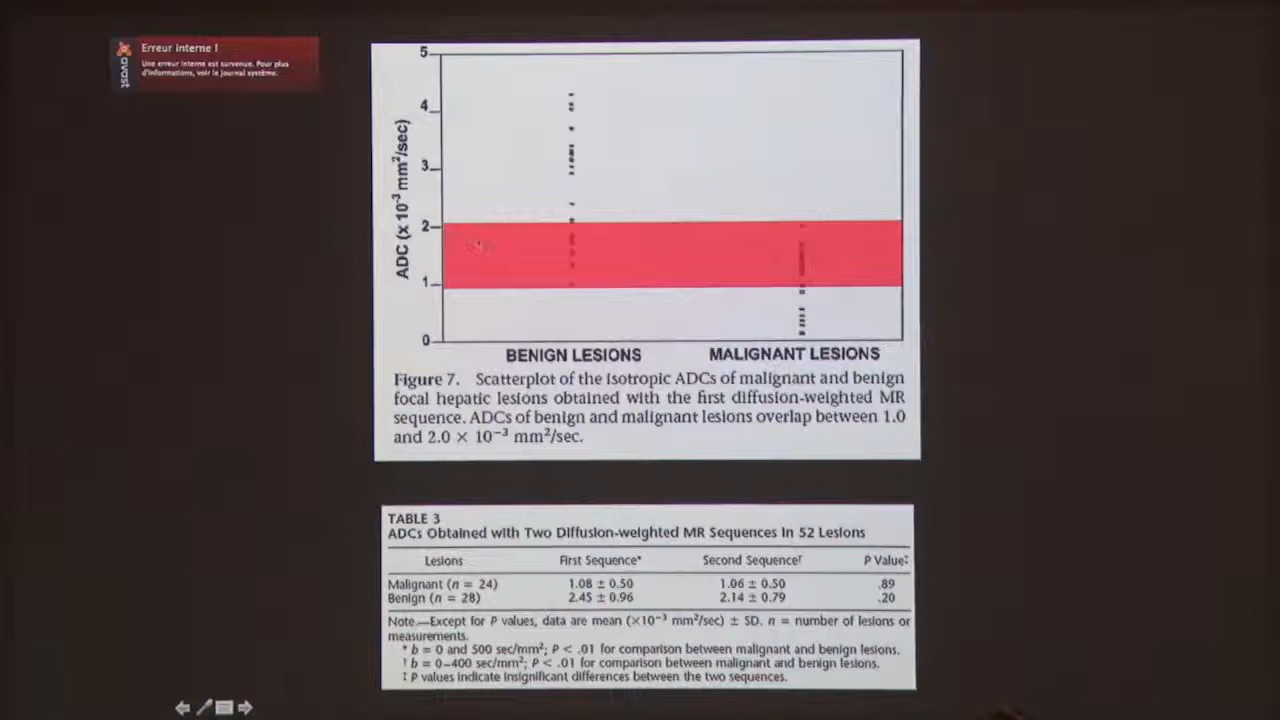 Erreur interne !
Une erreur interne est survenue. Pour plus
d'informations, voir le journal système.
avast
5
4
3
2
1
0
ADC (x 10⁻³ mm²/sec)
BENIGN LESIONS MALIGNANT LESIONS
Figure 7. Scatterplot of the isotropic ADCs of malignant and benign
focal hepatic lesions obtained with the first diffusion-weighted MR
sequence. ADCs of benign and malignant lesions overlap between 1.0
and 2.0 × 10⁻³ mm²/sec.
TABLE 3
ADCs Obtained with Two Diffusion-weighted MR Sequences in 52 Lesions
Lesions First Sequence* Second Sequence† P Value‡
Malignant (n = 24) 1.08 ± 0.50 1.06 ± 0.50 .89
Benign (n = 28) 2.45 ± 0.96 2.14 ± 0.79 .20
Note.—Except for P values, data are mean (×10⁻³ mm²/sec) ± SD. n = number of lesions or
measurements.
* b = 0 and 500 sec/mm²; P < .01 for comparison between malignant and benign lesions.
† b = 0–400 sec/mm²; P < .01 for comparison between malignant and benign lesions.
‡ P values indicate insignificant differences between the two sequences.